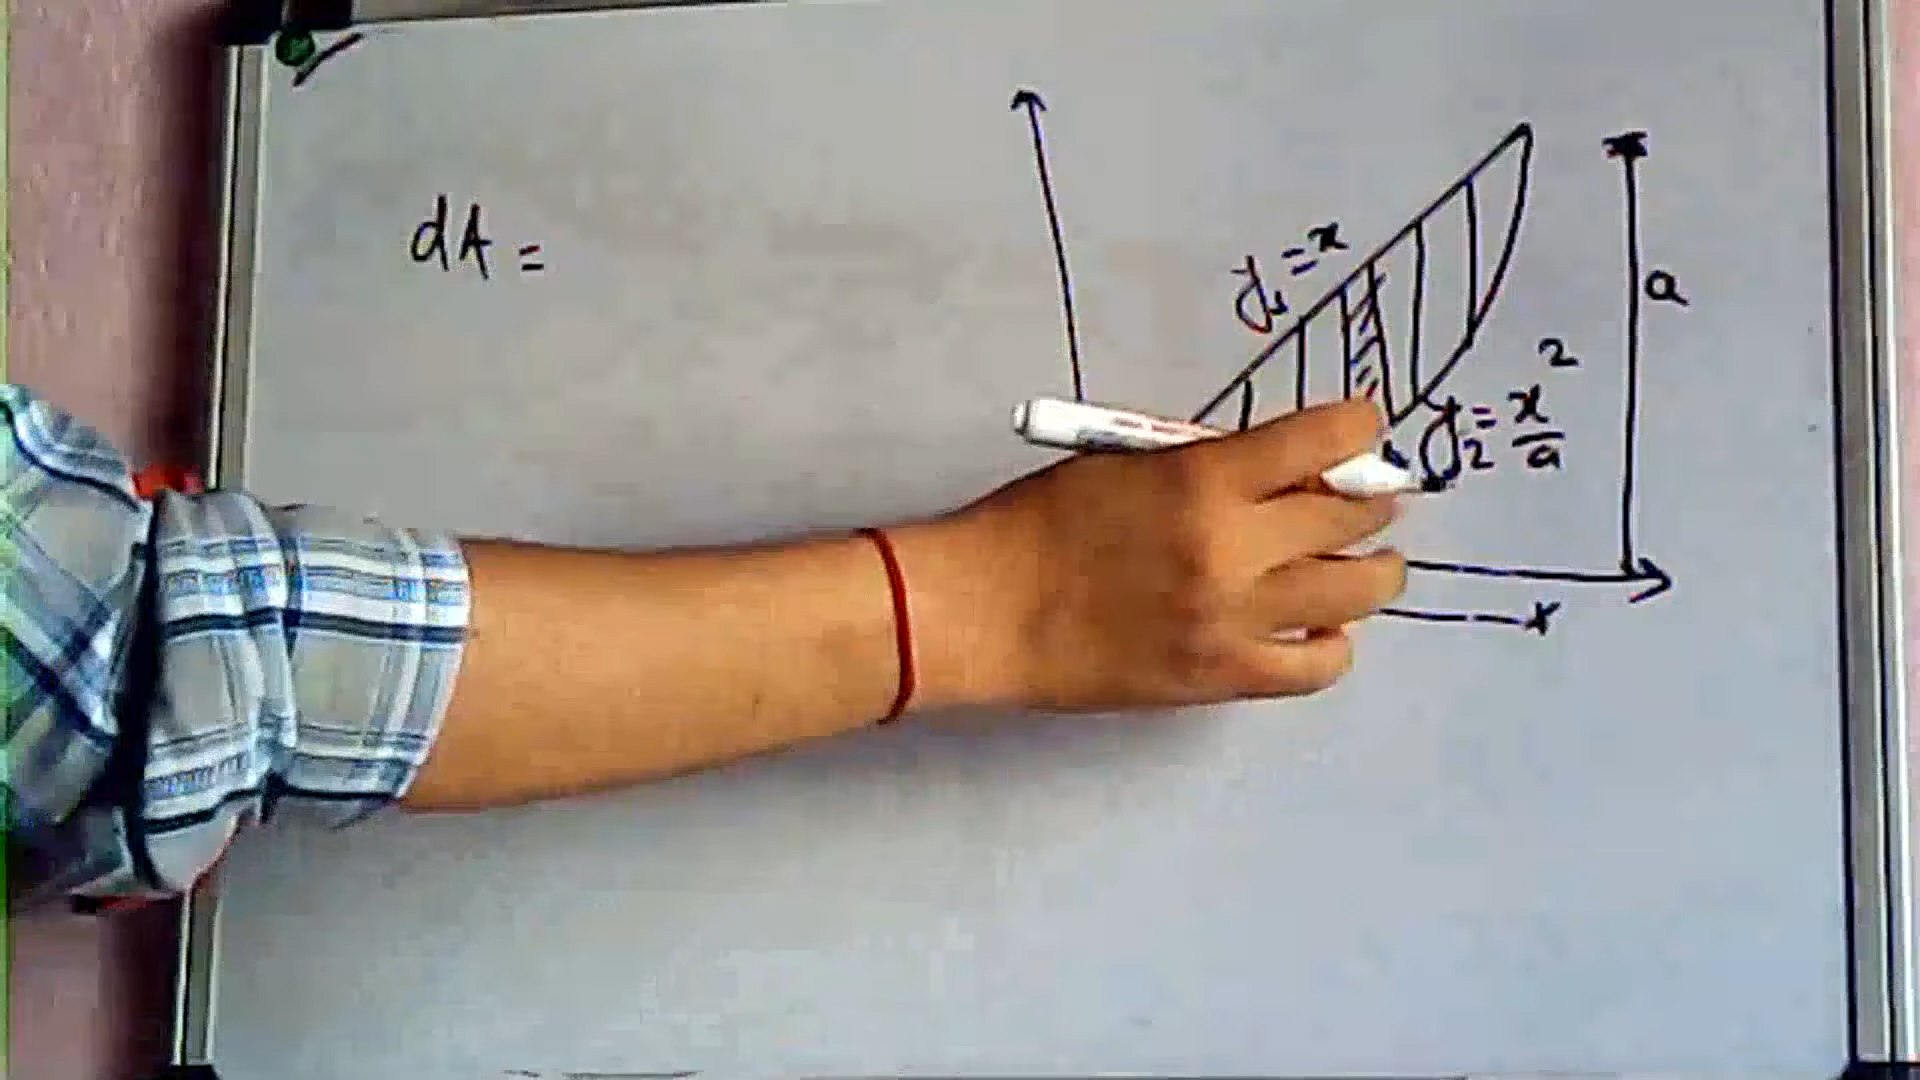 dA =
y₁ = x
a
y₂ = x²/a